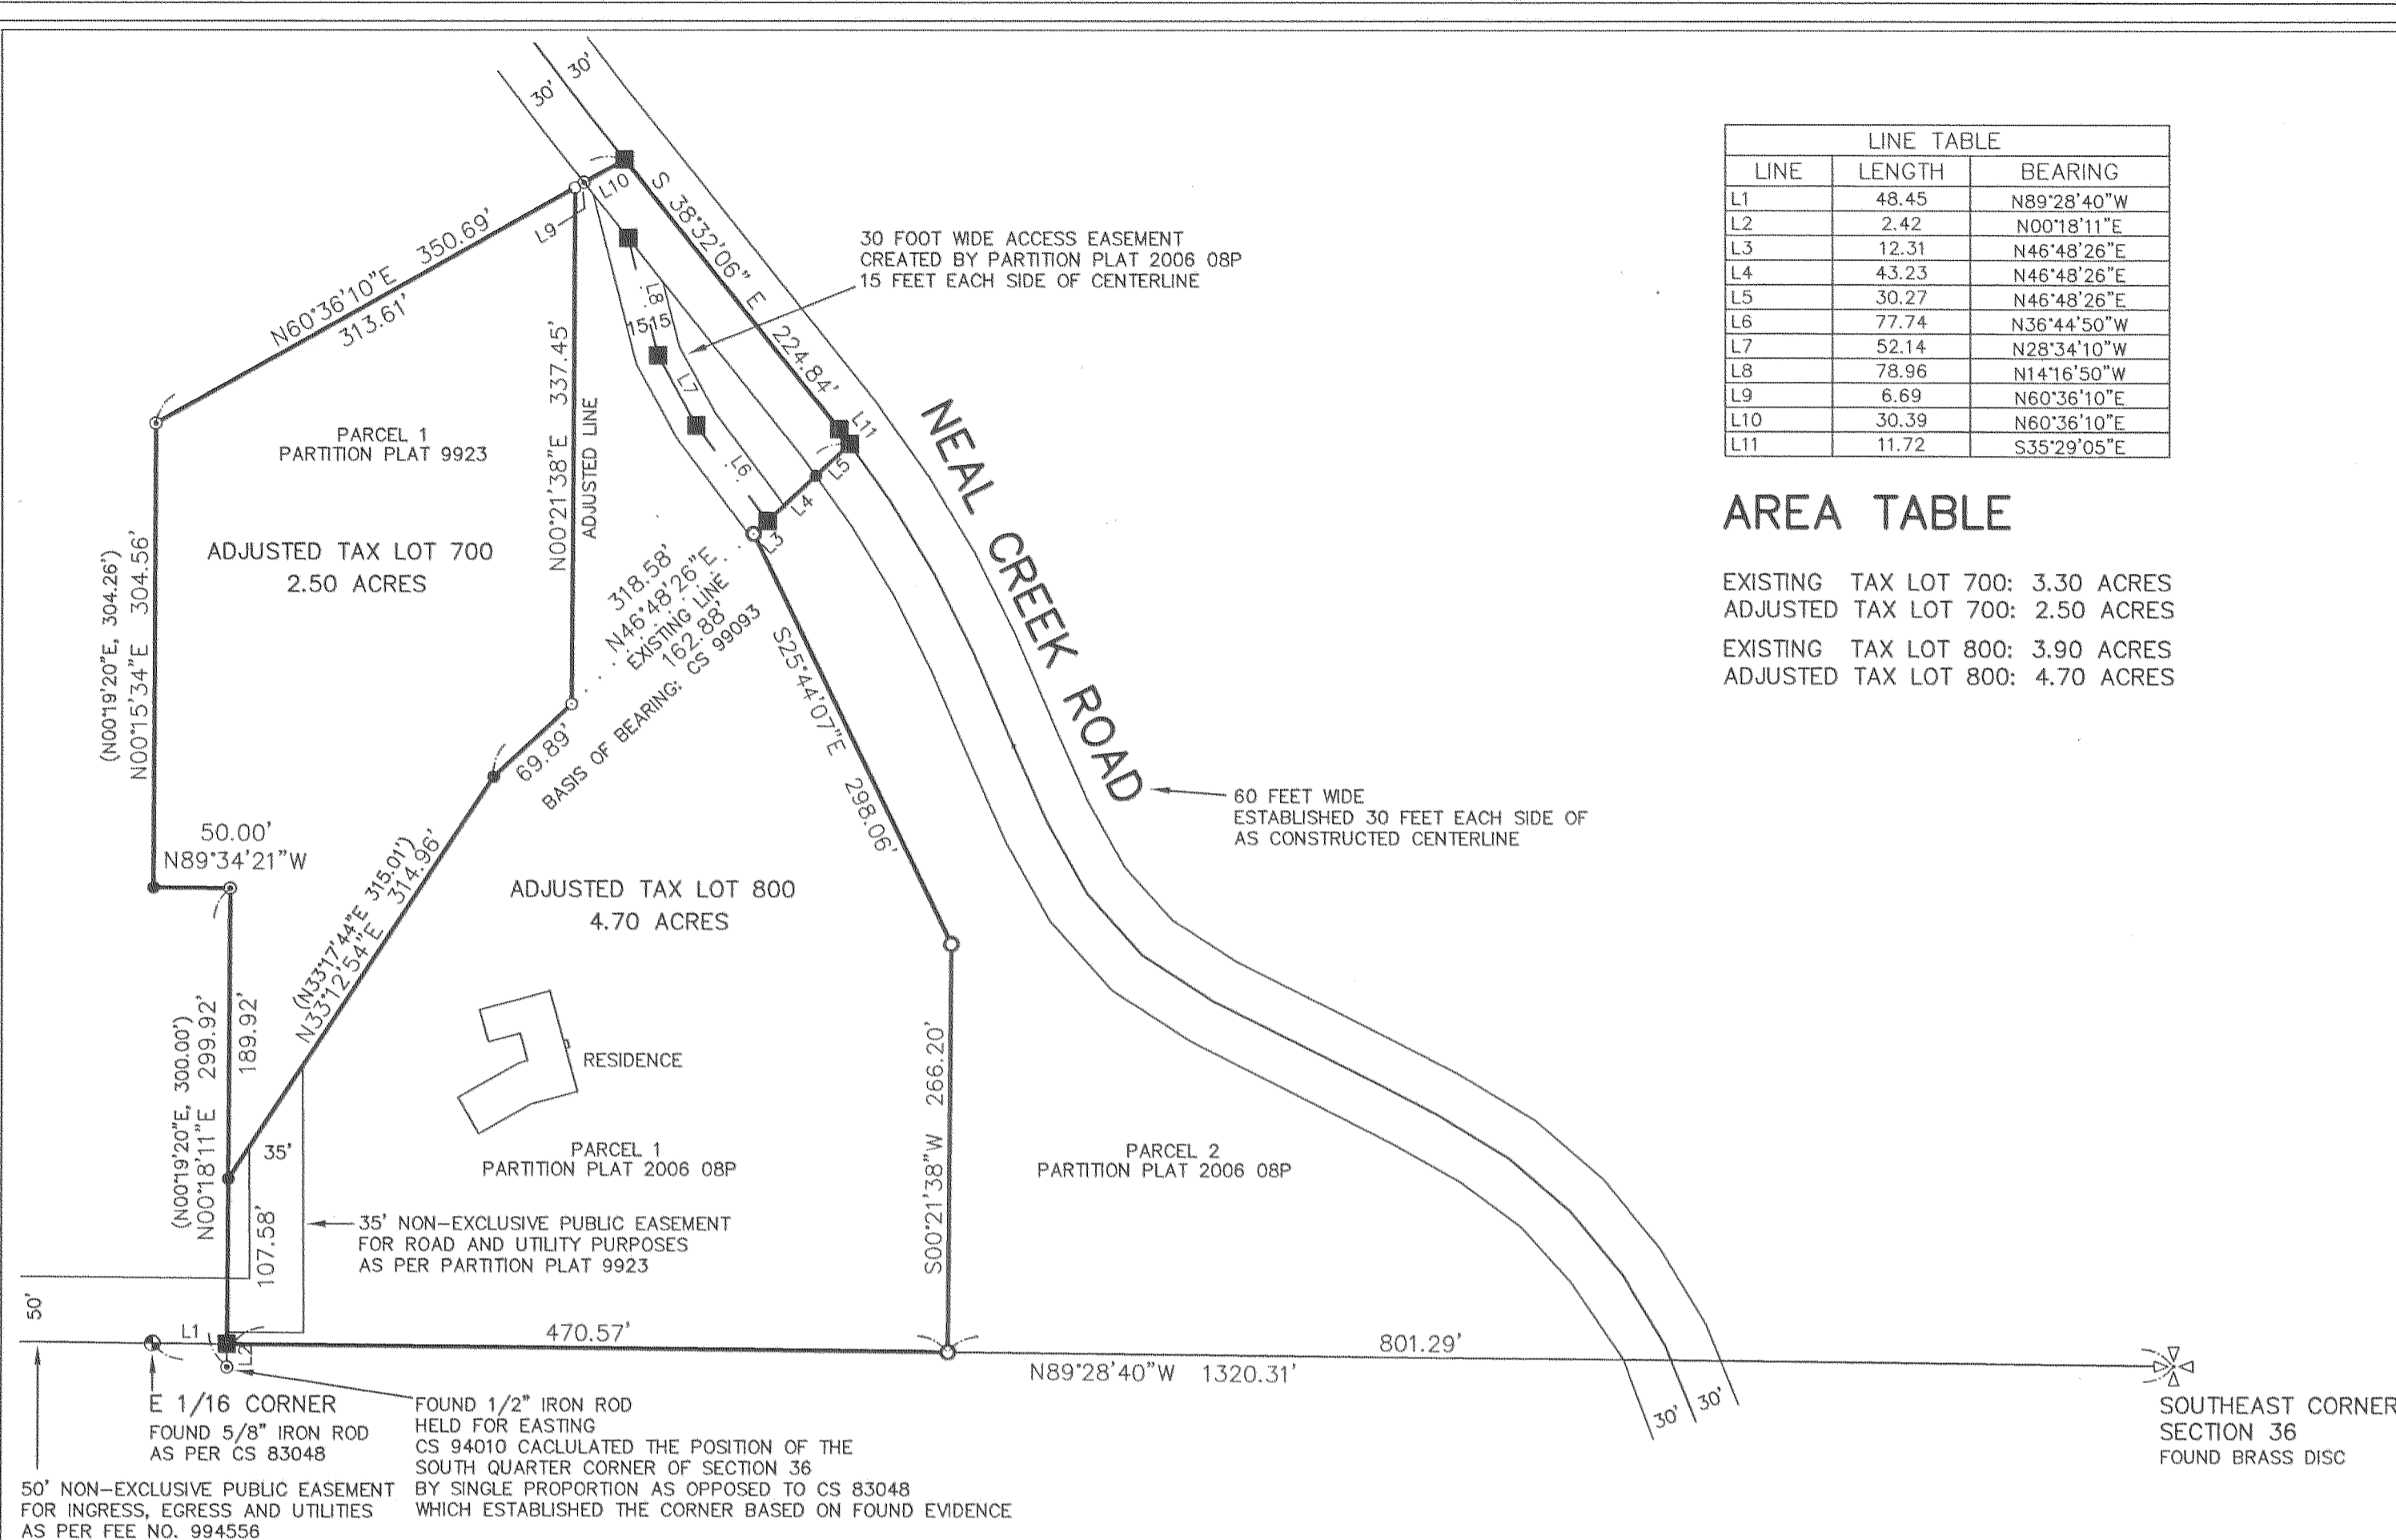 30'
30'
LINE TABLE
LINE LENGTH BEARING
L1 48.45 N89°28'40"W
L2 2.42 N00°18'11"E
L3 12.31 N46°48'26"E
L4 43.23 N46°48'26"E
L5 30.27 N46°48'26"E
L6 77.74 N36°44'50"W
L7 52.14 N28°34'10"W
L8 78.96 N14°16'50"W
L9 6.69 N60°36'10"E
L10 30.39 N60°36'10"E
L11 11.72 S35°29'05"E
AREA TABLE
EXISTING TAX LOT 700: 3.30 ACRES
ADJUSTED TAX LOT 700: 2.50 ACRES
EXISTING TAX LOT 800: 3.90 ACRES
ADJUSTED TAX LOT 800: 4.70 ACRES
L10
L9
S 38°32'06" E 224.84'
N60°36'10"E 350.69'
313.61'
30 FOOT WIDE ACCESS EASEMENT
CREATED BY PARTITION PLAT 2006 08P
15 FEET EACH SIDE OF CENTERLINE
L8
15 15
L7
L6
L11
L5
L4
L3
N00°21'38"E 337.45'
ADJUSTED LINE
PARCEL 1
PARTITION PLAT 9923
ADJUSTED TAX LOT 700
2.50 ACRES
(N00°19'20"E, 304.26')
N00°15'34"E 304.56'
318.58'
N46°48'26"E
EXISTING LINE
162.88'
BASIS OF BEARING: CS 99093
69.89'
S25°44'07"E 298.06'
NEAL CREEK ROAD
60 FEET WIDE
ESTABLISHED 30 FEET EACH SIDE OF
AS CONSTRUCTED CENTERLINE
50.00'
N89°34'21"W
(N33°17'44"E 315.01')
N33°12'54"E 314.96'
ADJUSTED TAX LOT 800
4.70 ACRES
(N00°19'20"E, 300.00')
N00°18'11"E 299.92'
189.92'
RESIDENCE
S00°21'38"W 266.20'
35'
PARCEL 1
PARTITION PLAT 2006 08P
PARCEL 2
PARTITION PLAT 2006 08P
107.58'
35' NON-EXCLUSIVE PUBLIC EASEMENT
FOR ROAD AND UTILITY PURPOSES
AS PER PARTITION PLAT 9923
50'
L1
L2
470.57'
801.29'
N89°28'40"W 1320.31'
30'
30'
E 1/16 CORNER
FOUND 5/8" IRON ROD
AS PER CS 83048
FOUND 1/2" IRON ROD
HELD FOR EASTING
CS 94010 CACLULATED THE POSITION OF THE
SOUTH QUARTER CORNER OF SECTION 36
BY SINGLE PROPORTION AS OPPOSED TO CS 83048
WHICH ESTABLISHED THE CORNER BASED ON FOUND EVIDENCE
50' NON-EXCLUSIVE PUBLIC EASEMENT
FOR INGRESS, EGRESS AND UTILITIES
AS PER FEE NO. 994556
SOUTHEAST CORNER
SECTION 36
FOUND BRASS DISC